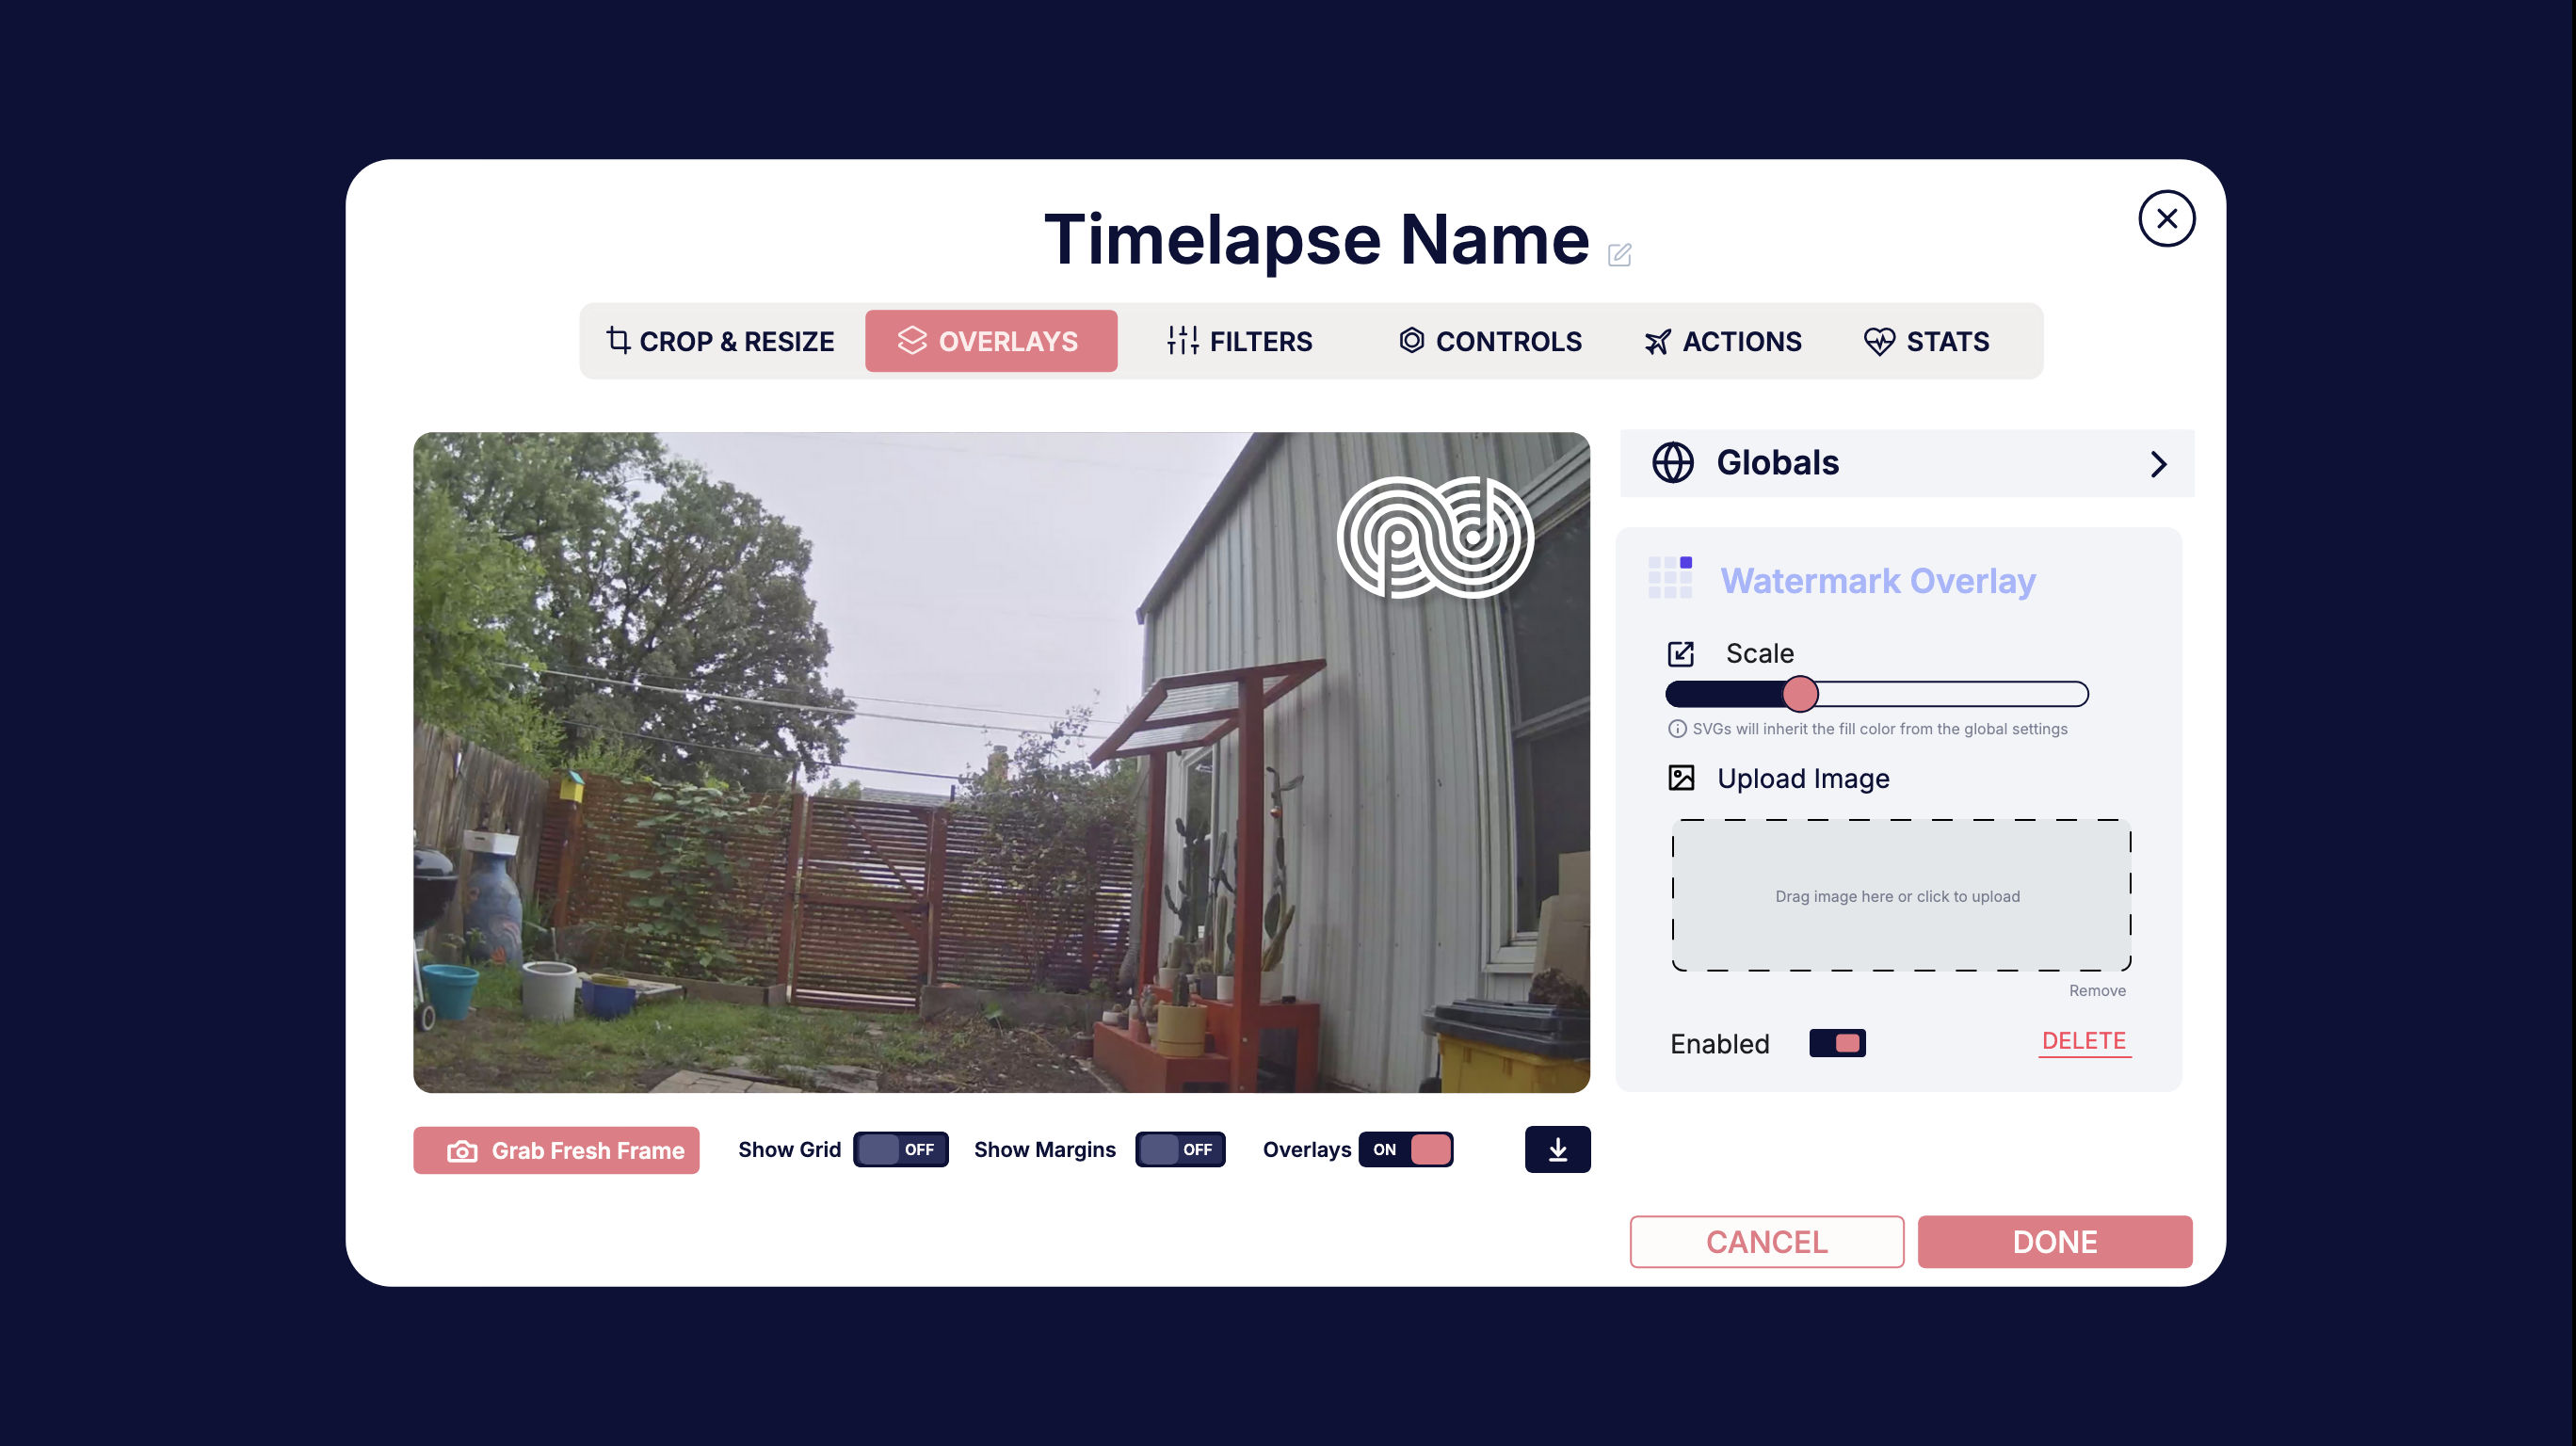 Timelapse Name
CROP & RESIZE
OVERLAYS
FILTERS
CONTROLS
ACTIONS
STATS
Globals
Watermark Overlay
Scale
SVGs will inherit the fill color from the global settings
Upload Image
Drag image here or click to upload
Remove
Enabled
DELETE
Grab Fresh Frame
Show Grid OFF
Show Margins OFF
Overlays ON
CANCEL
DONE